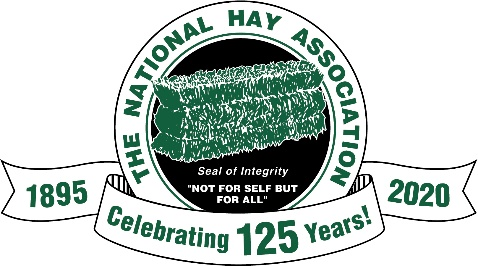 THE NATIONAL HAY ASSOCIATION
Seal of Integrity
"NOT FOR SELF BUT
FOR ALL"
1895
2020
Celebrating 125 Years!